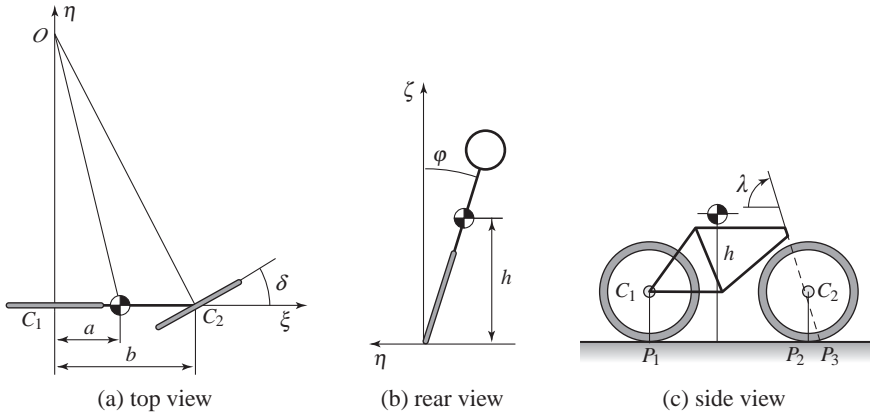 η
O
δ
C₁
C₂
ξ
a
b
(a) top view
ζ
φ
h
η
(b) rear view
λ
h
C₁
C₂
P₁
P₂
P₃
(c) side view